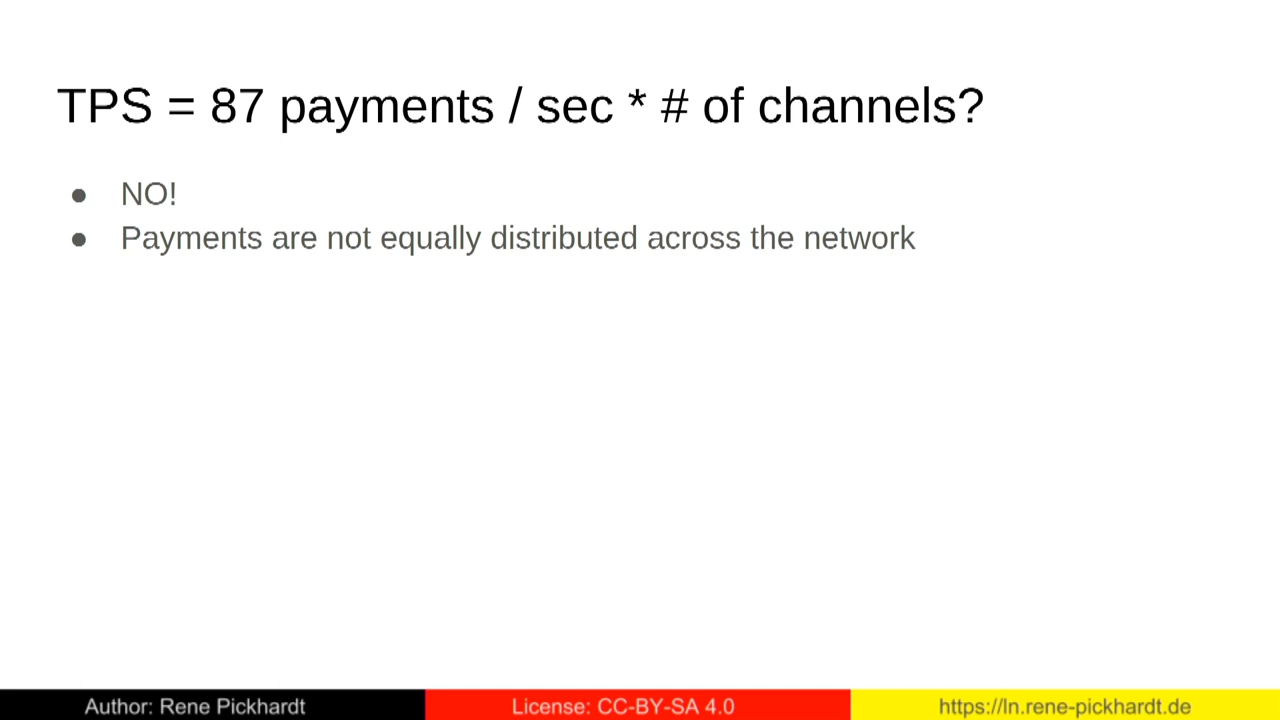 TPS = 87 payments / sec * # of channels?
● NO!
● Payments are not equally distributed across the network
Author: Rene Pickhardt
License: CC-BY-SA 4.0
https://ln.rene-pickhardt.de